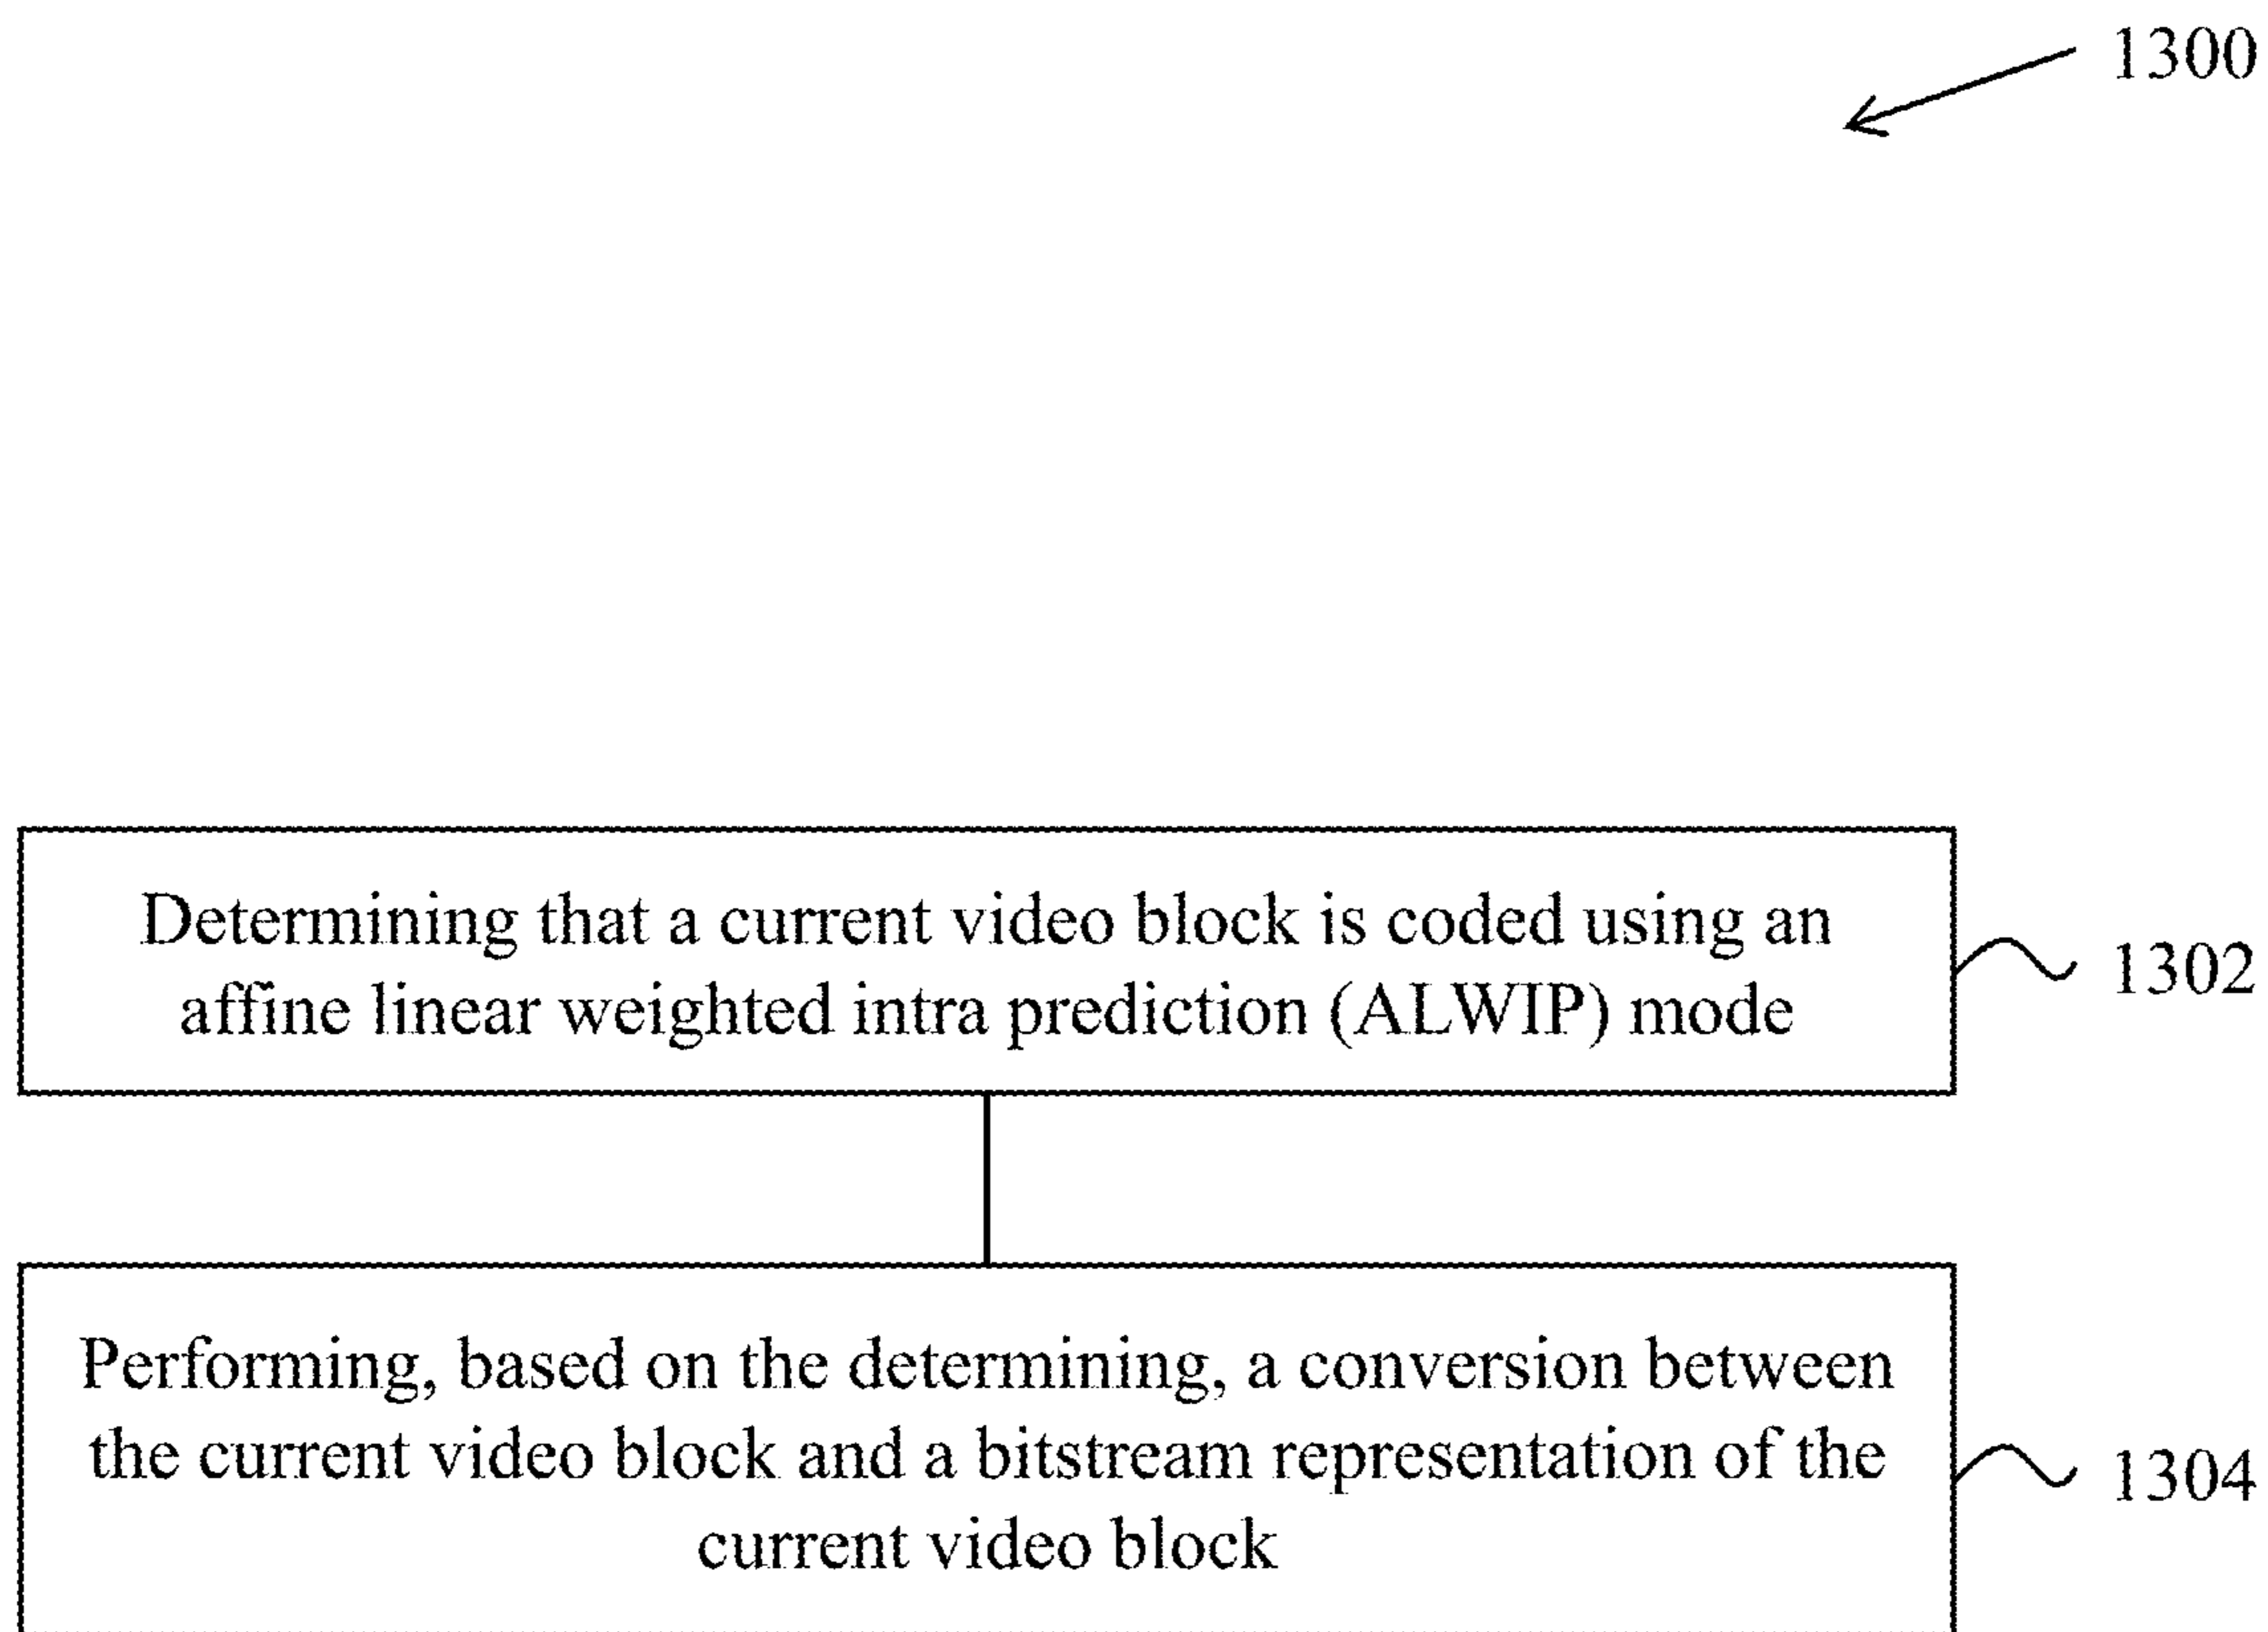 1300
Determining that a current video block is coded using an
affine linear weighted intra prediction (ALWIP) mode
1302
Performing, based on the determining, a conversion between
the current video block and a bitstream representation of the
current video block
1304